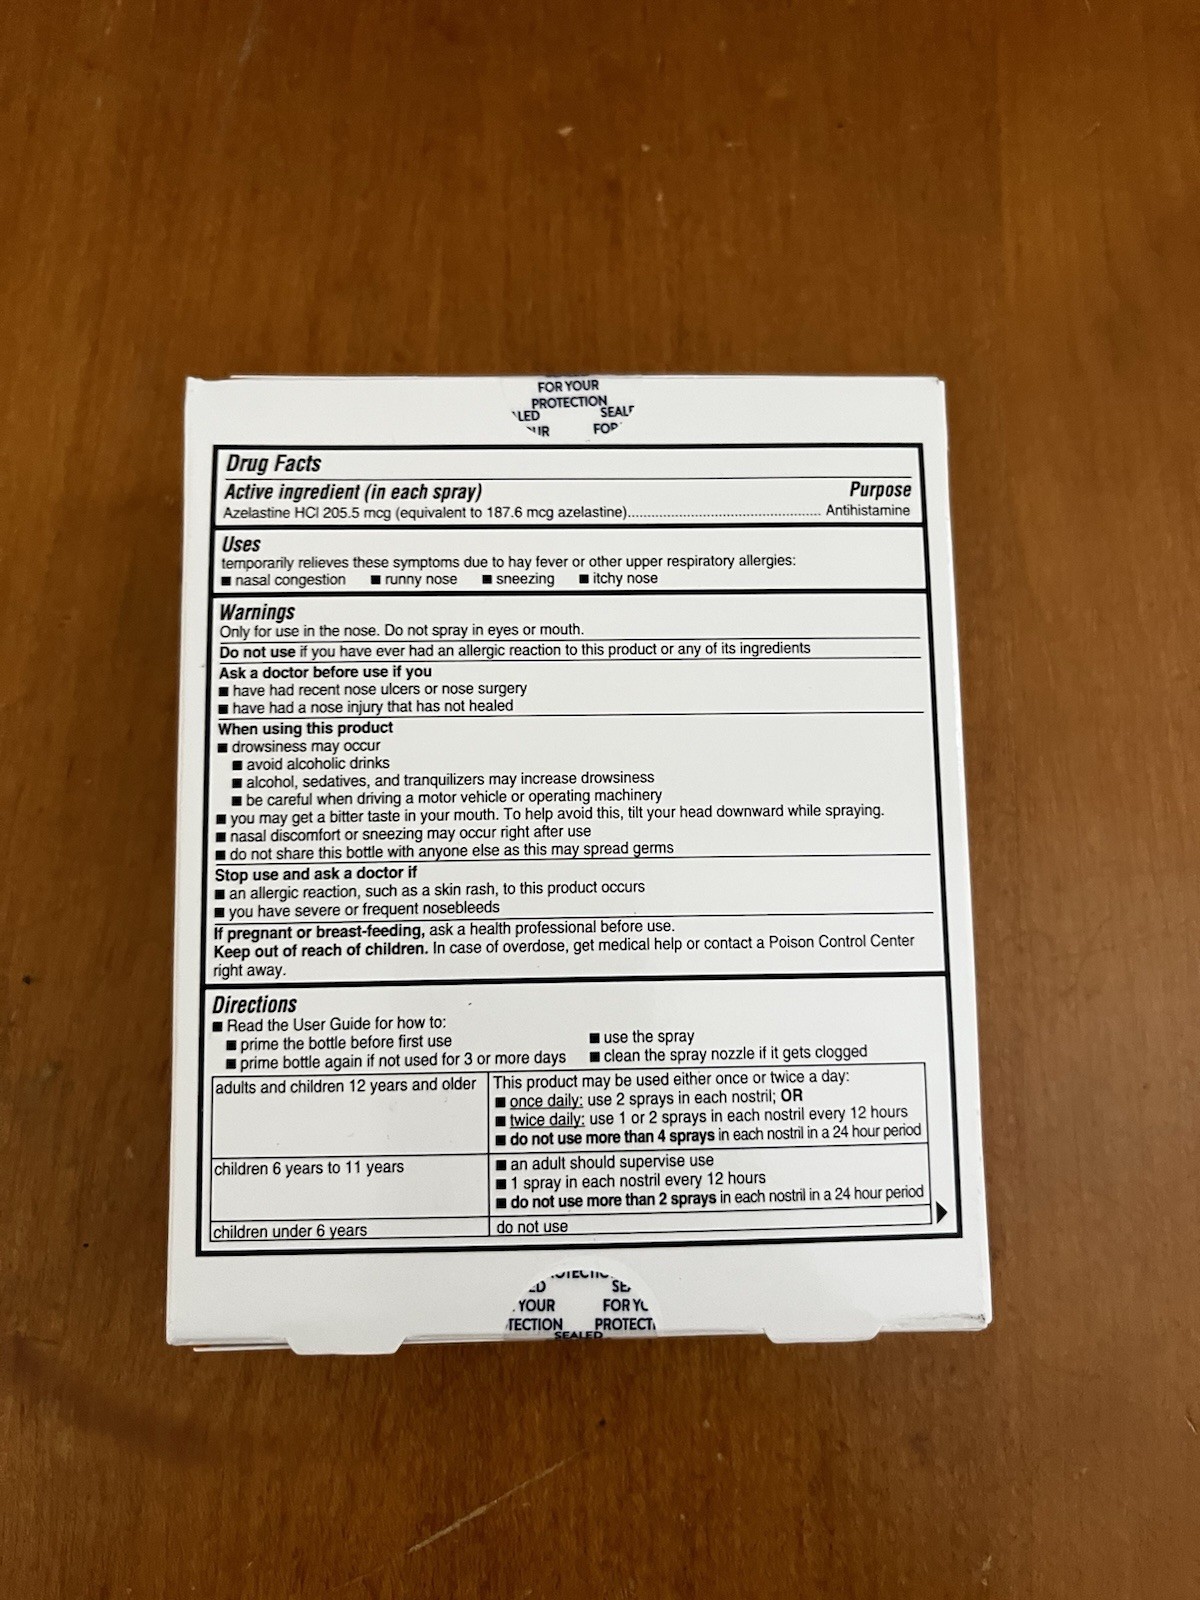 FOR YOUR
PROTECTION
Drug Facts
Active ingredient (in each spray) Purpose
Azelastine HCl 205.5 mcg (equivalent to 187.6 mcg azelastine)............................................... Antihistamine
Uses
temporarily relieves these symptoms due to hay fever or other upper respiratory allergies:
■ nasal congestion ■ runny nose ■ sneezing ■ itchy nose
Warnings
Only for use in the nose. Do not spray in eyes or mouth.
Do not use if you have ever had an allergic reaction to this product or any of its ingredients
Ask a doctor before use if you
■ have had recent nose ulcers or nose surgery
■ have had a nose injury that has not healed
When using this product
■ drowsiness may occur
■ avoid alcoholic drinks
■ alcohol, sedatives, and tranquilizers may increase drowsiness
■ be careful when driving a motor vehicle or operating machinery
■ you may get a bitter taste in your mouth. To help avoid this, tilt your head downward while spraying.
■ nasal discomfort or sneezing may occur right after use
■ do not share this bottle with anyone else as this may spread germs
Stop use and ask a doctor if
■ an allergic reaction, such as a skin rash, to this product occurs
■ you have severe or frequent nosebleeds
If pregnant or breast-feeding, ask a health professional before use.
Keep out of reach of children. In case of overdose, get medical help or contact a Poison Control Center
right away.
Directions
■ Read the User Guide for how to:
■ prime the bottle before first use ■ use the spray
■ prime bottle again if not used for 3 or more days ■ clean the spray nozzle if it gets clogged
adults and children 12 years and older This product may be used either once or twice a day:
■ once daily: use 2 sprays in each nostril; OR
■ twice daily: use 1 or 2 sprays in each nostril every 12 hours
■ do not use more than 4 sprays in each nostril in a 24 hour period
children 6 years to 11 years ■ an adult should supervise use
■ 1 spray in each nostril every 12 hours
■ do not use more than 2 sprays in each nostril in a 24 hour period
children under 6 years do not use
YOUR FOR
SEALED